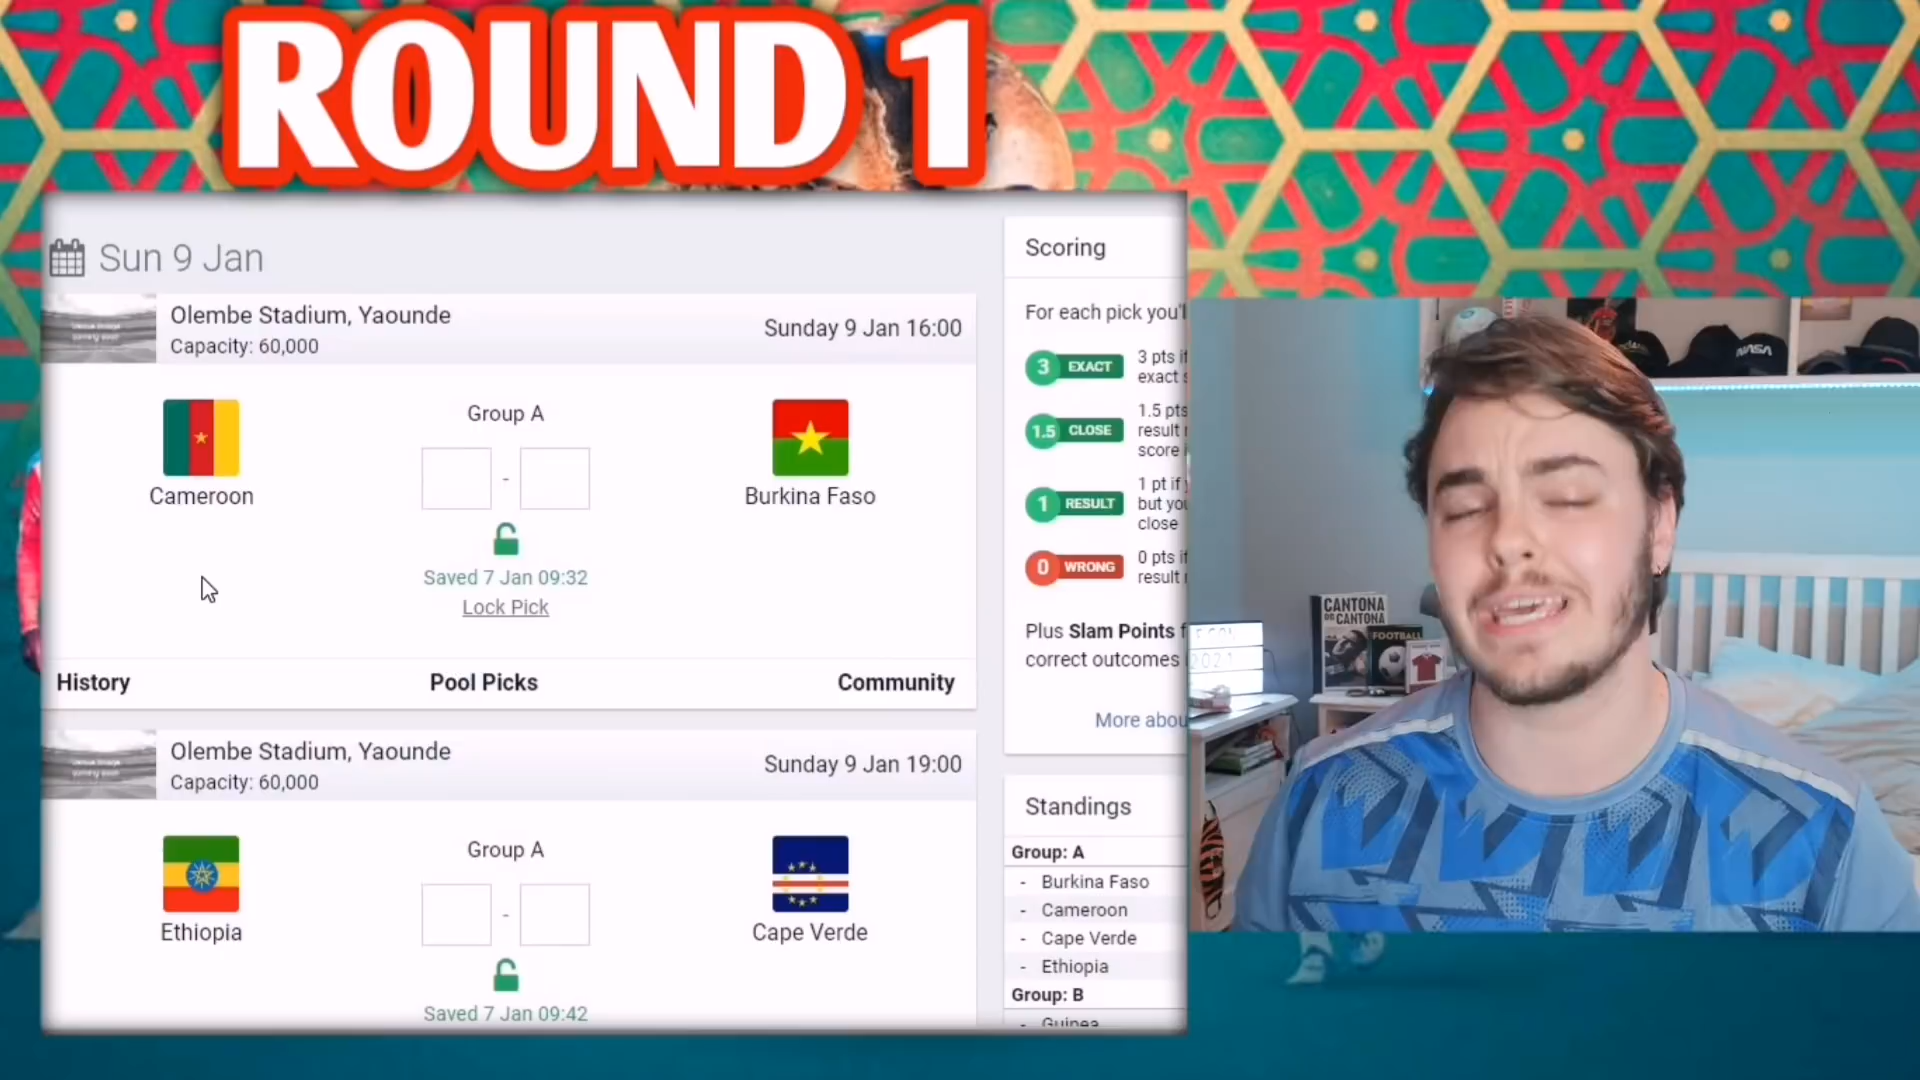 ROUND 1
Sun 9 Jan
Olembe Stadium, Yaounde
Capacity: 60,000
Sunday 9 Jan 16:00
Group A
Cameroon
-
Burkina Faso
Saved 7 Jan 09:32
Lock Pick
History
Pool Picks
Community
Olembe Stadium, Yaounde
Capacity: 60,000
Sunday 9 Jan 19:00
Group A
Ethiopia
-
Cape Verde
Saved 7 Jan 09:42
Scoring
For each pick you'l
3 EXACT
3 pts if
exact s
1.5 CLOSE
1.5 pts
result
score i
1 RESULT
1 pt if
but you
close
0 WRONG
0 pts if
result
Plus Slam Points f
correct outcomes
More abou
Standings
Group: A
- Burkina Faso
- Cameroon
- Cape Verde
- Ethiopia
Group: B
- Guinea
NASA
CANTONA
CANTONA
FOOTBALL
2021